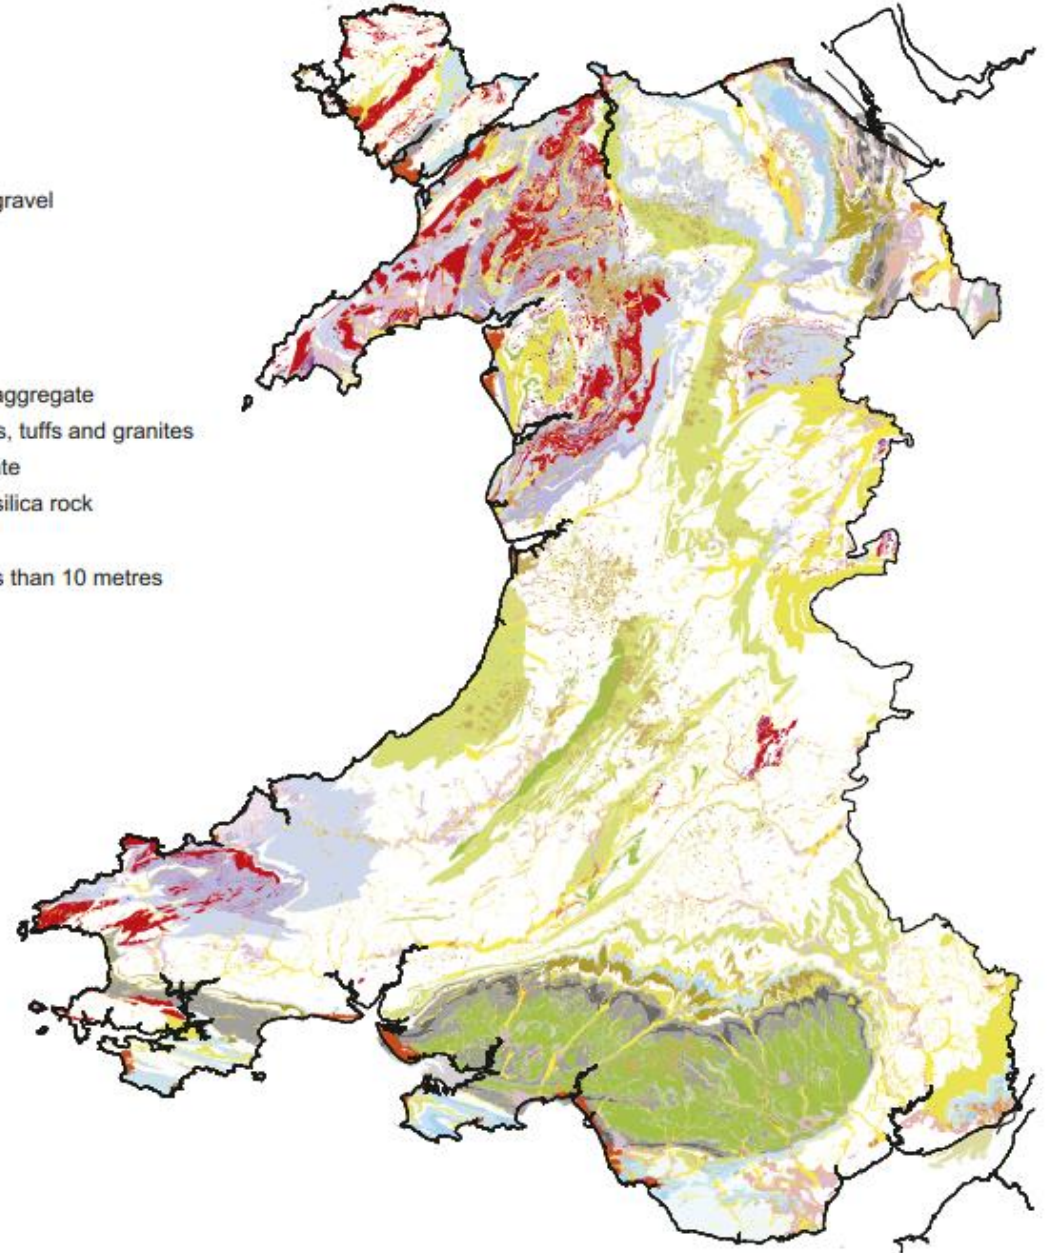 gravel
aggregate
s, tuffs and granites
te
silica rock
s than 10 metres